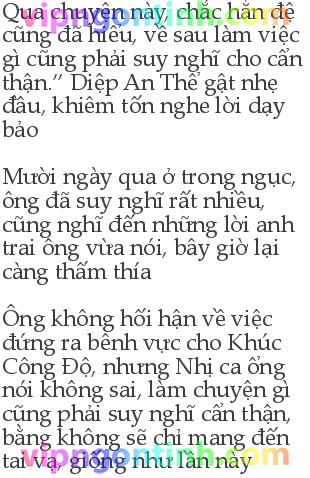 vipngontinh.com
Qua chuyện này, chắc hẳn đệ
cũng đã hiểu, về sau làm việc
gì cũng phải suy nghĩ cho cẩn
thận.” Diệp An Thế gật nhẹ
đầu, khiêm tốn nghe lời dạy
bảo
Mười ngày qua ở trong ngục,
ông đã suy nghĩ rất nhiều,
cũng nghĩ đến những lời anh
trai ông vừa nói, bây giờ lại
càng thấm thía
Ông không hối hận về việc
đứng ra bênh vực cho Khúc
Công Độ, nhưng Nhị ca ổng
nói không sai, làm chuyện gì
cũng phải suy nghĩ cẩn thận,
bằng không sẽ chỉ mang đến
tai vạ, giống như lần này
vipngontinh.com